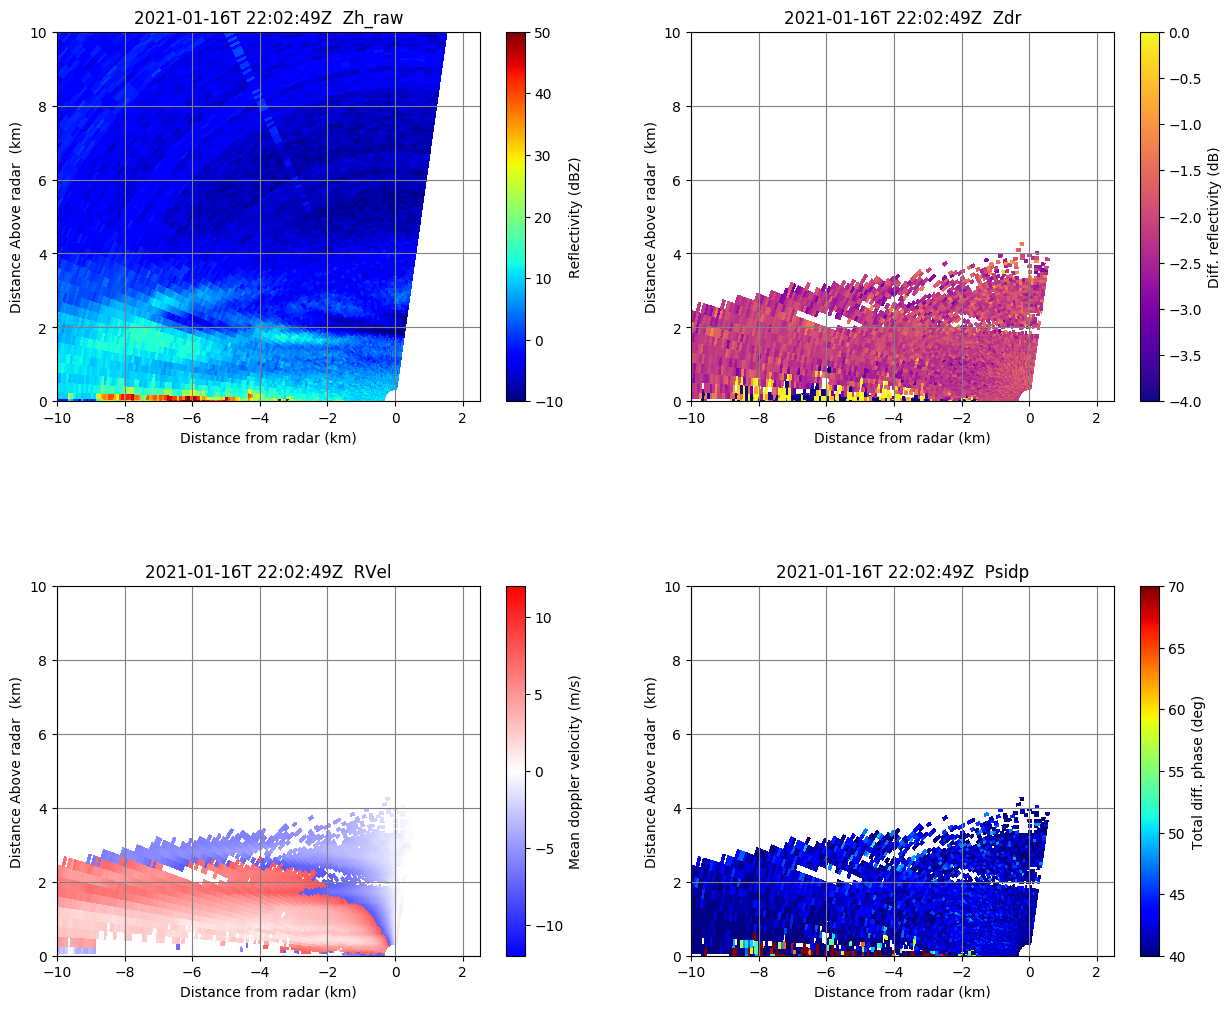 2021-01-16T 22:02:49Z  Zh_raw
10
8
6
4
2
0
Distance Above radar  (km)
−10 −8 −6 −4 −2 0 2
Distance from radar (km)
50
40
30
20
10
0
−10
Reflectivity (dBZ)
2021-01-16T 22:02:49Z  Zdr
10
8
6
4
2
0
Distance Above radar  (km)
−10 −8 −6 −4 −2 0 2
Distance from radar (km)
0.0
−0.5
−1.0
−1.5
−2.0
−2.5
−3.0
−3.5
−4.0
Diff. reflectivity (dB)
2021-01-16T 22:02:49Z  RVel
10
8
6
4
2
0
Distance Above radar  (km)
−10 −8 −6 −4 −2 0 2
Distance from radar (km)
10
5
0
−5
−10
Mean doppler velocity (m/s)
2021-01-16T 22:02:49Z  Psidp
10
8
6
4
2
0
Distance Above radar  (km)
−10 −8 −6 −4 −2 0 2
Distance from radar (km)
70
65
60
55
50
45
40
Total diff. phase (deg)